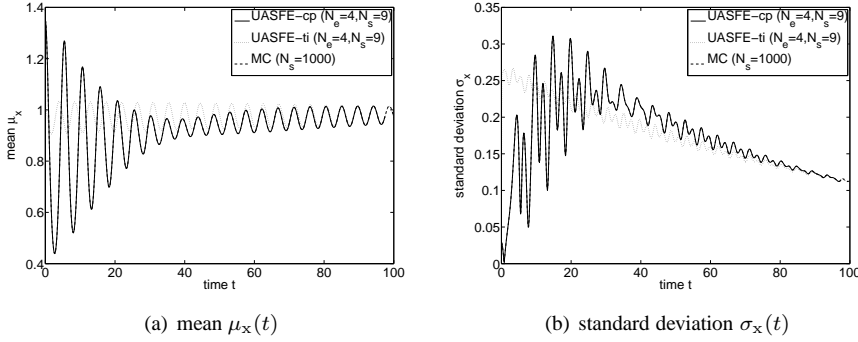 1.4
1.2
1
0.8
0.6
0.4
0 20 40 60 80 100
mean μx
time t
UASFE−cp (Ne=4,Ns=9)
UASFE−ti (Ne=4,Ns=9)
MC (Ns=1000)
(a) mean μx(t)
0.35
0.3
0.25
0.2
0.15
0.1
0.05
0
0 20 40 60 80 100
standard deviation σx
time t
UASFE−cp (Ne=4,Ns=9)
UASFE−ti (Ne=4,Ns=9)
MC (Ns=1000)
(b) standard deviation σx(t)